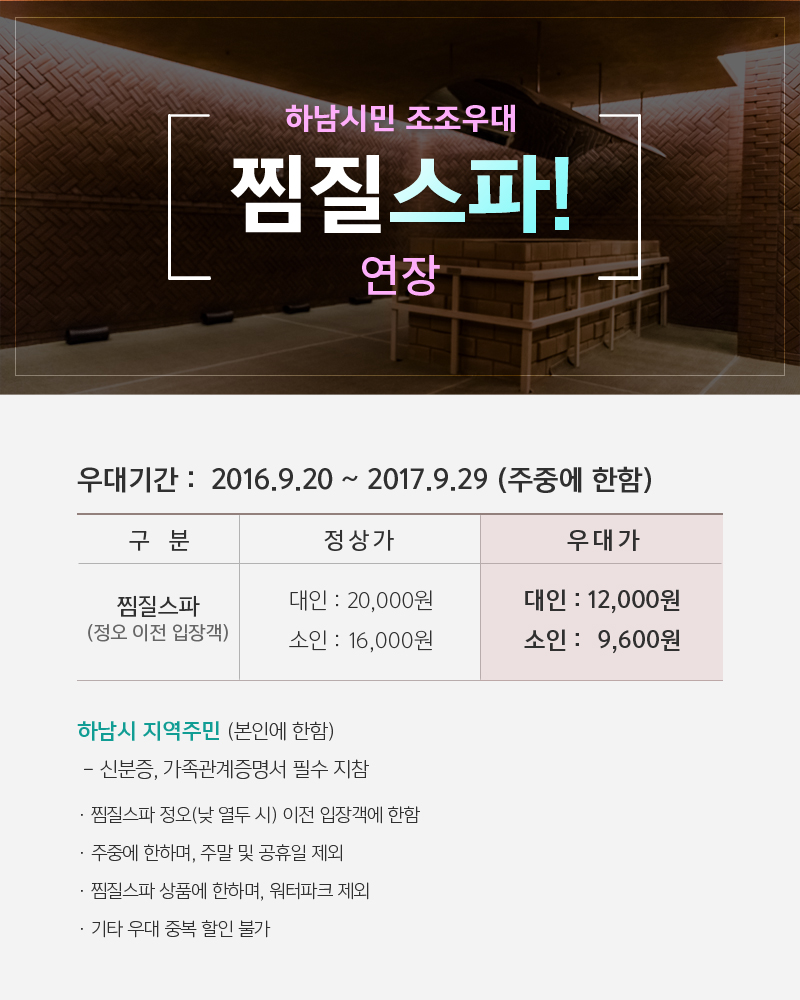 하남시민 조조우대
찜질스파!
연장
우대기간 : 2016.9.20 ~ 2017.9.29 (주중에 한함)
구 분 정상가 우대가
찜질스파
(정오 이전 입장객)
대인 : 20,000원
소인 : 16,000원
대인 : 12,000원
소인 : 9,600원
하남시 지역주민 (본인에 한함)
- 신분증, 가족관계증명서 필수 지참
· 찜질스파 정오(낮 열두 시) 이전 입장객에 한함
· 주중에 한하며, 주말 및 공휴일 제외
· 찜질스파 상품에 한하며, 워터파크 제외
· 기타 우대 중복 할인 불가